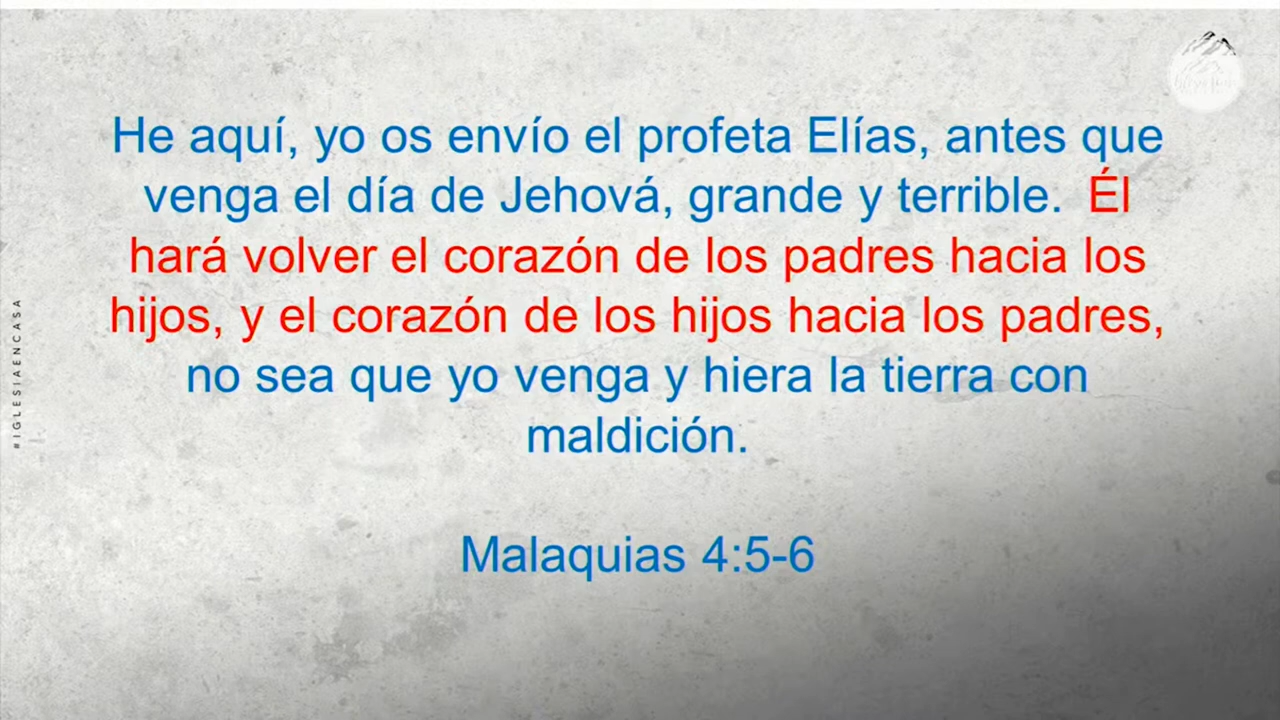 He aquí, yo os envío el profeta Elías, antes que
venga el día de Jehová, grande y terrible.  Él
hará volver el corazón de los padres hacia los
hijos, y el corazón de los hijos hacia los padres,
no sea que yo venga y hiera la tierra con
maldición.
Malaquias 4:5-6
#IGLESIAENCASA